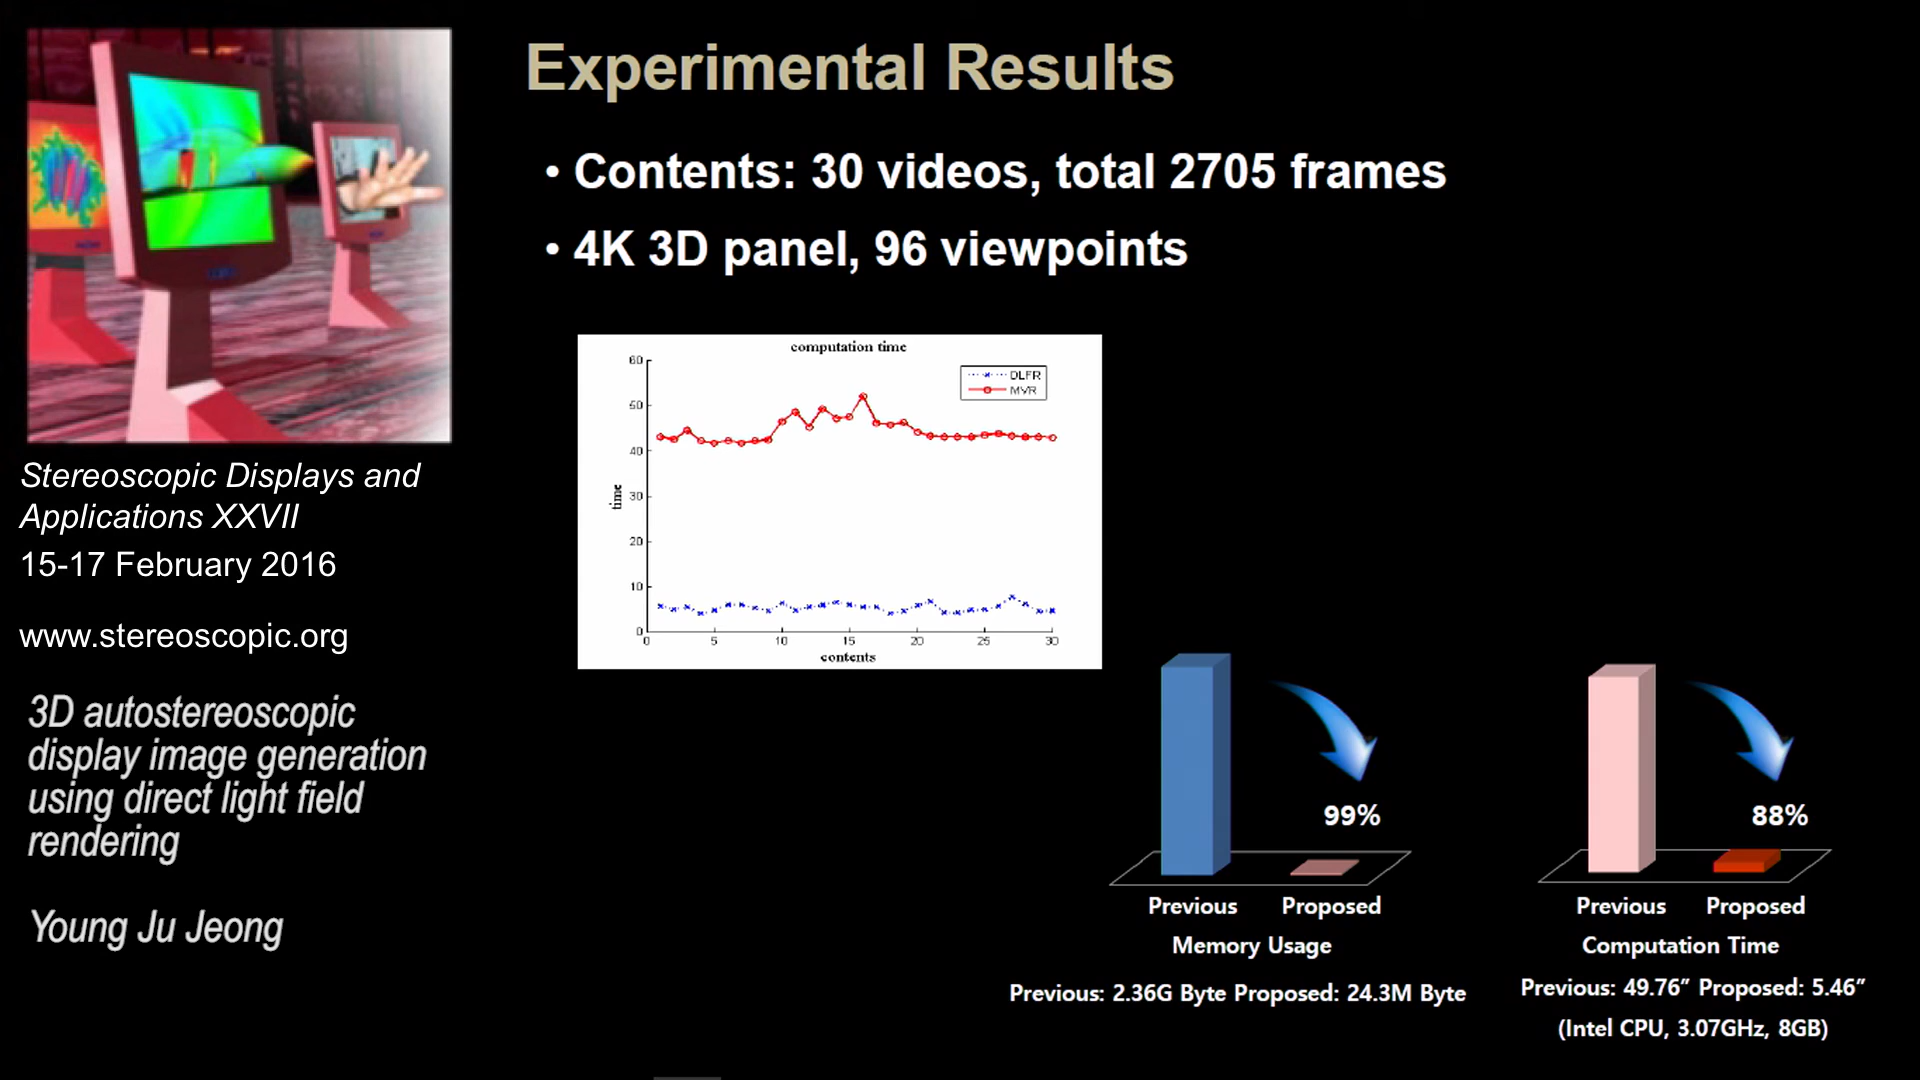 Experimental Results
• Contents: 30 videos, total 2705 frames
• 4K 3D panel, 96 viewpoints
Stereoscopic Displays and
Applications XXVII
15-17 February 2016
www.stereoscopic.org
3D autostereoscopic
display image generation
using direct light field
rendering
Young Ju Jeong
computation time
DLFR
MVR
60
50
40
30
20
10
0
time
0 5 10 15 20 25 30
contents
99%
Previous Proposed
Memory Usage
Previous: 2.36G Byte Proposed: 24.3M Byte
88%
Previous Proposed
Computation Time
Previous: 49.76” Proposed: 5.46”
(Intel CPU, 3.07GHz, 8GB)